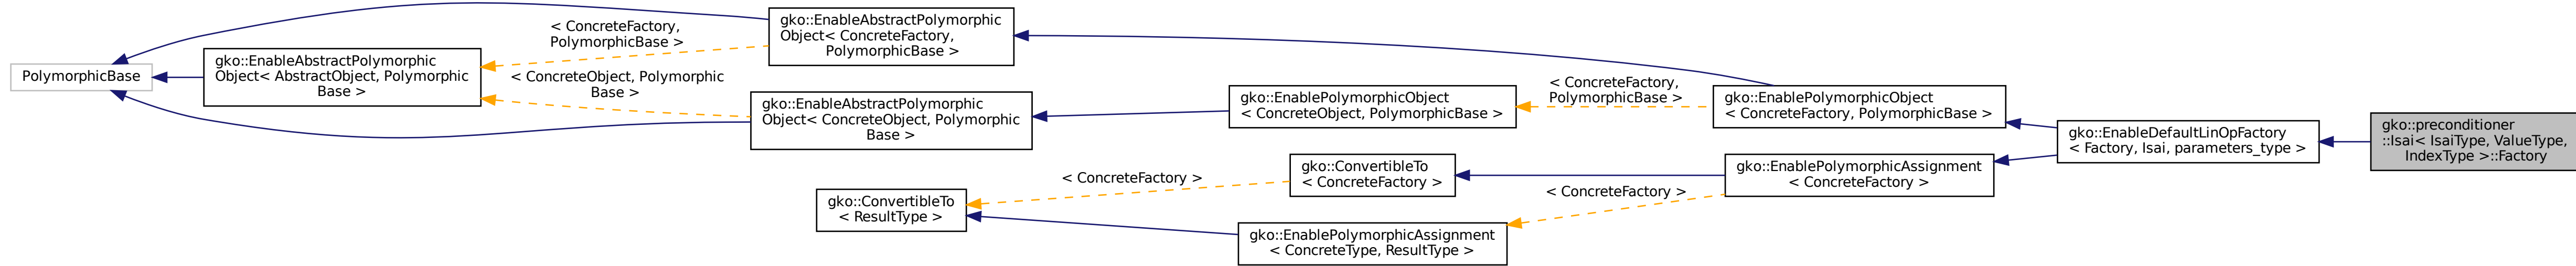 PolymorphicBase
gko::EnableAbstractPolymorphic
Object< AbstractObject, Polymorphic
Base >
< ConcreteFactory,
PolymorphicBase >
< ConcreteObject, Polymorphic
Base >
gko::EnableAbstractPolymorphic
Object< ConcreteFactory,
PolymorphicBase >
gko::EnableAbstractPolymorphic
Object< ConcreteObject, Polymorphic
Base >
gko::ConvertibleTo
< ResultType >
< ConcreteFactory >
gko::EnablePolymorphicObject
< ConcreteObject, PolymorphicBase >
gko::ConvertibleTo
< ConcreteFactory >
gko::EnablePolymorphicAssignment
< ConcreteType, ResultType >
< ConcreteFactory,
PolymorphicBase >
< ConcreteFactory >
gko::EnablePolymorphicObject
< ConcreteFactory, PolymorphicBase >
gko::EnablePolymorphicAssignment
< ConcreteFactory >
gko::EnableDefaultLinOpFactory
< Factory, Isai, parameters_type >
gko::preconditioner
::Isai< IsaiType, ValueType,
IndexType >::Factory